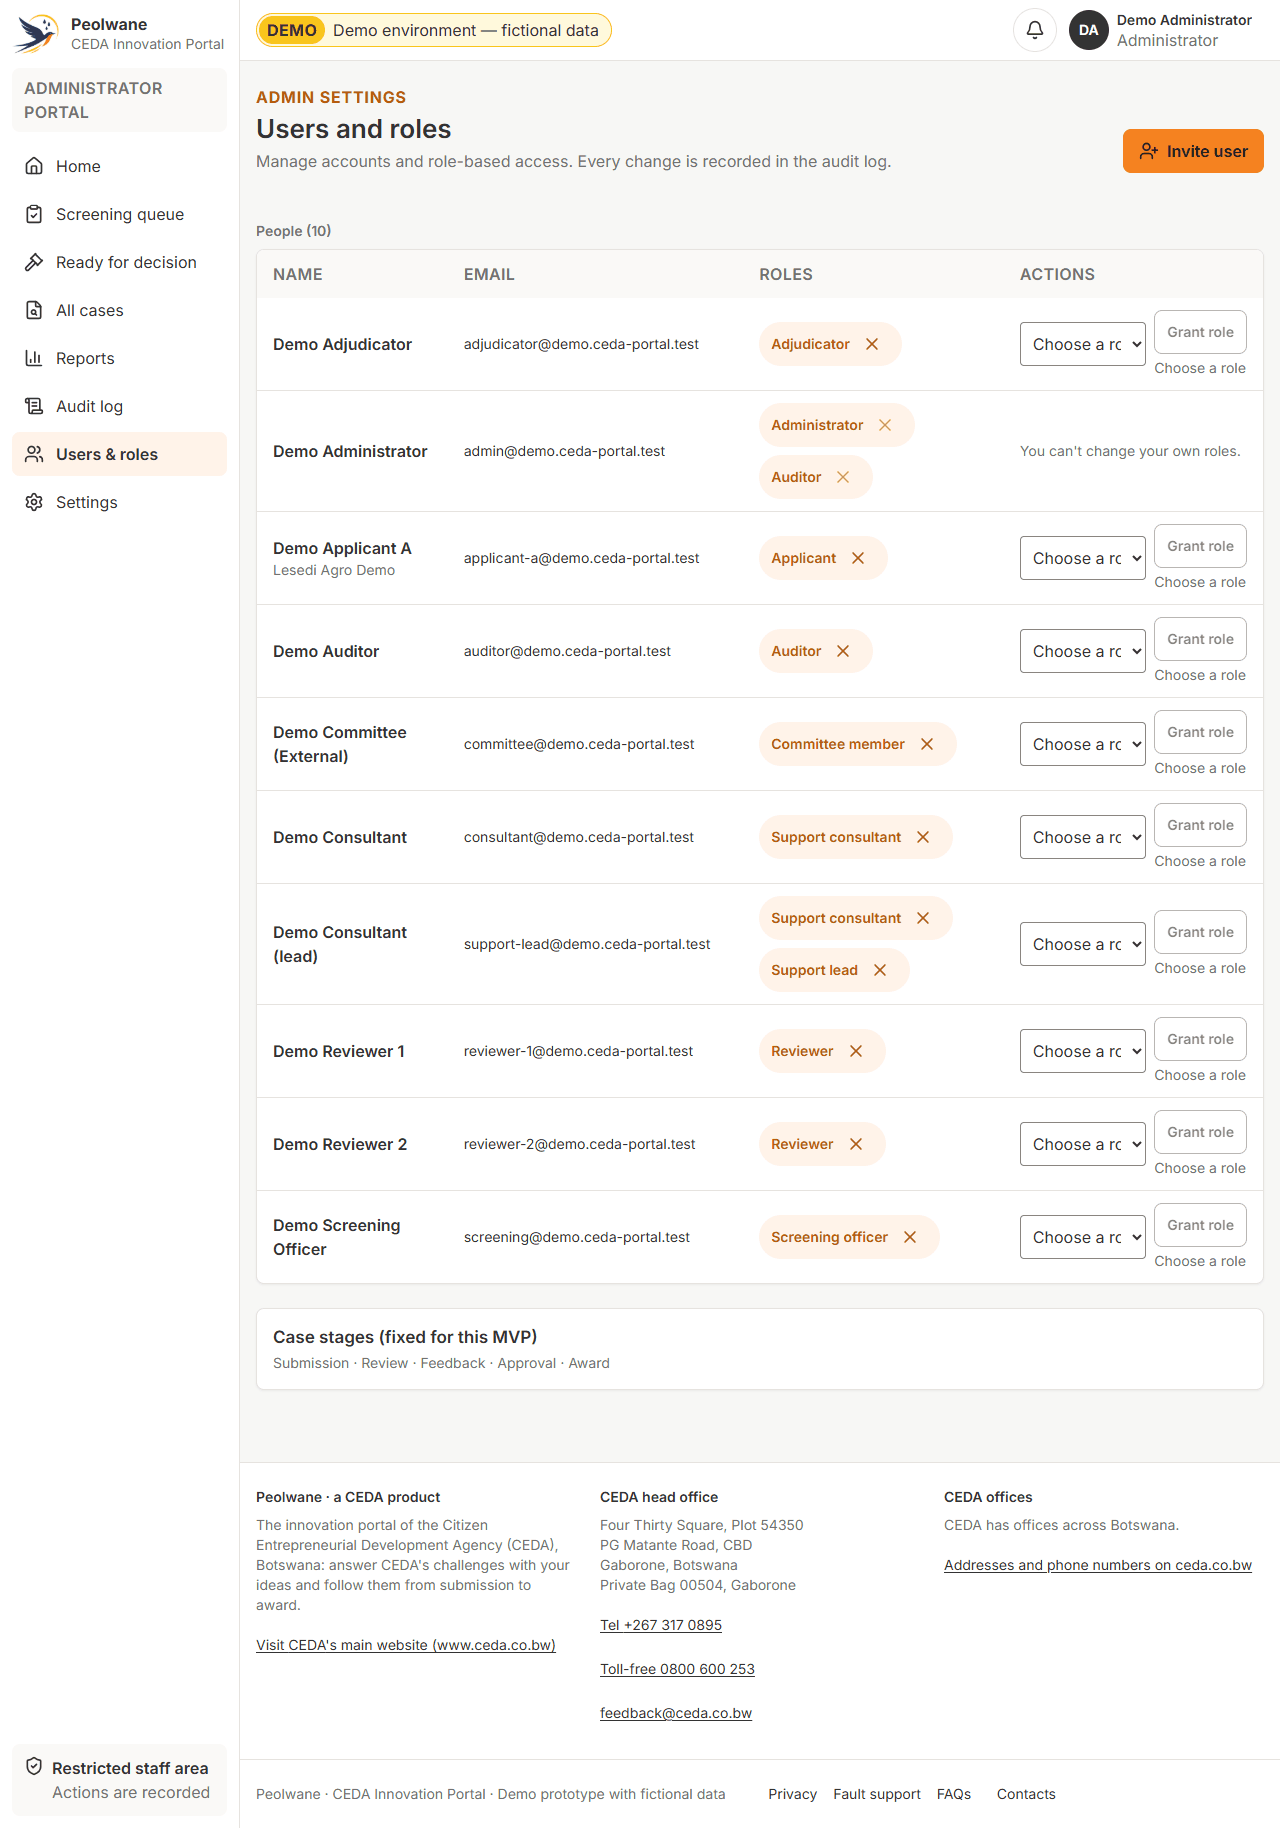 Peolwane
CEDA Innovation Portal
ADMINISTRATOR
PORTAL
Home
Screening queue
Ready for decision
All cases
Reports
Audit log
Users & roles
Settings
Restricted staff area
Actions are recorded
DEMO Demo environment — fictional data
DA
Demo Administrator
Administrator
ADMIN SETTINGS
Users and roles
Manage accounts and role-based access. Every change is recorded in the audit log.
Invite user
People (10)
NAME EMAIL ROLES ACTIONS
Demo Adjudicator adjudicator@demo.ceda-portal.test Adjudicator Choose a rc Grant role
Choose a role
Demo Administrator admin@demo.ceda-portal.test Administrator You can't change your own roles.
Auditor
Demo Applicant A applicant-a@demo.ceda-portal.test Applicant Choose a rc Grant role
Lesedi Agro Demo Choose a role
Demo Auditor auditor@demo.ceda-portal.test Auditor Choose a rc Grant role
Choose a role
Demo Committee committee@demo.ceda-portal.test Committee member Choose a rc Grant role
(External) Choose a role
Demo Consultant consultant@demo.ceda-portal.test Support consultant Choose a rc Grant role
Choose a role
Demo Consultant support-lead@demo.ceda-portal.test Support consultant Choose a rc Grant role
(lead) Support lead Choose a role
Demo Reviewer 1 reviewer-1@demo.ceda-portal.test Reviewer Choose a rc Grant role
Choose a role
Demo Reviewer 2 reviewer-2@demo.ceda-portal.test Reviewer Choose a rc Grant role
Choose a role
Demo Screening screening@demo.ceda-portal.test Screening officer Choose a rc Grant role
Officer Choose a role
Case stages (fixed for this MVP)
Submission · Review · Feedback · Approval · Award
Peolwane · a CEDA product
The innovation portal of the Citizen
Entrepreneurial Development Agency (CEDA),
Botswana: answer CEDA's challenges with your
ideas and follow them from submission to
award.
Visit CEDA's main website (www.ceda.co.bw)
CEDA head office
Four Thirty Square, Plot 54350
PG Matante Road, CBD
Gaborone, Botswana
Private Bag 00504, Gaborone
Tel +267 317 0895
Toll-free 0800 600 253
feedback@ceda.co.bw
CEDA offices
CEDA has offices across Botswana.
Addresses and phone numbers on ceda.co.bw
Peolwane · CEDA Innovation Portal · Demo prototype with fictional data
Privacy Fault support FAQs Contacts